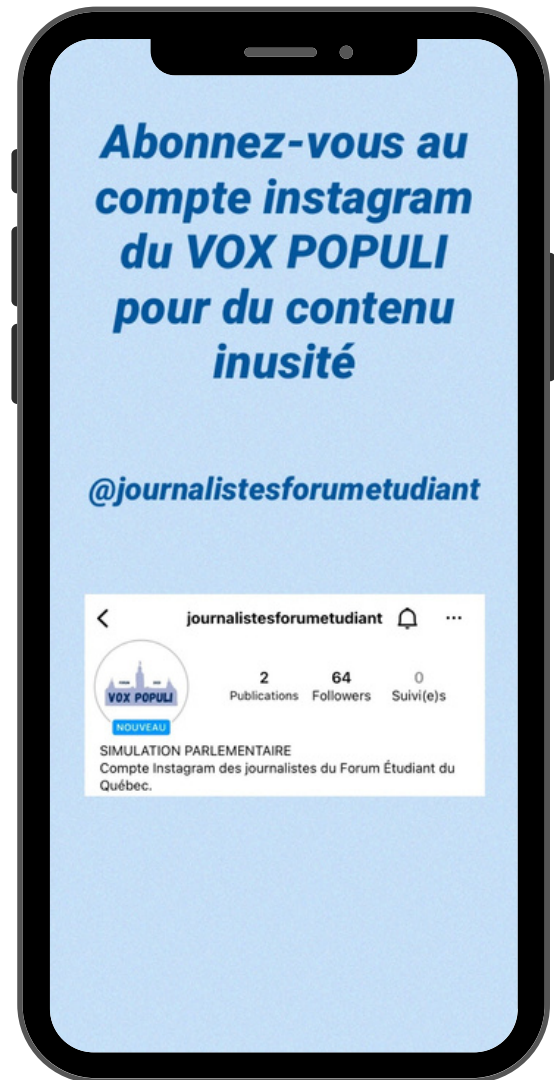 Abonnez-vous au
compte instagram
du VOX POPULI
pour du contenu
inusité
@journalistesforumetudiant
journalistesforumetudiant
VOX POPULI
NOUVEAU
2 64 0
Publications Followers Suivi(e)s
SIMULATION PARLEMENTAIRE
Compte Instagram des journalistes du Forum Étudiant du
Québec.